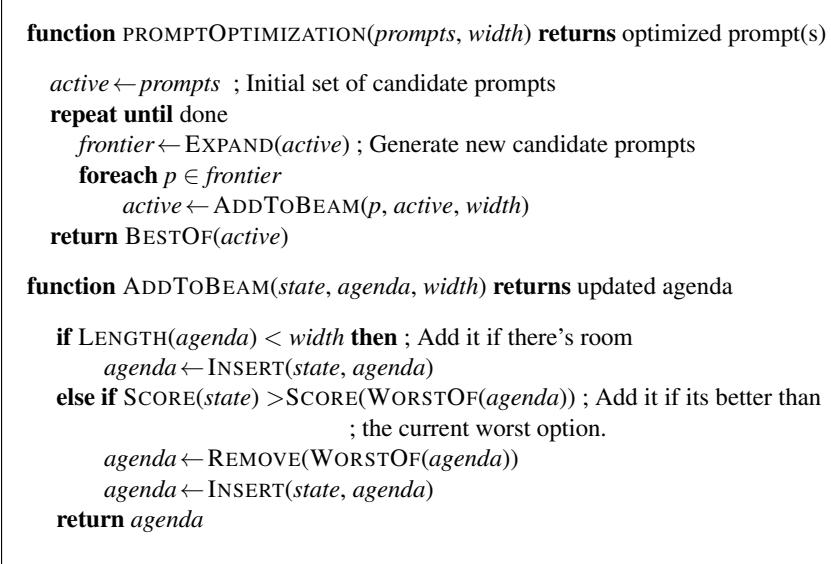 function PROMPTOPTIMIZATION(prompts, width) returns optimized prompt(s)
active←prompts ; Initial set of candidate prompts
repeat until done
frontier←EXPAND(active) ; Generate new candidate prompts
foreach p ∈ frontier
active←ADDTOBEAM(p, active, width)
return BESTOF(active)
function ADDTOBEAM(state, agenda, width) returns updated agenda
if LENGTH(agenda) < width then ; Add it if there's room
agenda←INSERT(state, agenda)
else if SCORE(state) >SCORE(WORSTOF(agenda)) ; Add it if its better than
; the current worst option.
agenda←REMOVE(WORSTOF(agenda))
agenda←INSERT(state, agenda)
return agenda